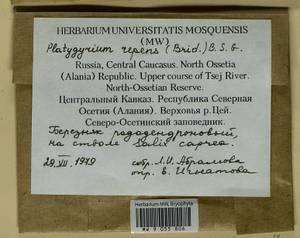 HERBARIUM UNIVERSITATIS MOSQUENSIS
(MW)
Platygyrium repens (Brid.) B.S.G.
Russia, Central Caucasus. North Ossetia
(Alania) Republic. Upper course of Tsej River.
North-Ossetian Reserve.
Центральный Кавказ. Республика Северная
Осетия (Алания). Верховья р. Цей.
Северо-Осетинский заповедник.
Березняк рододендроновый,
на стволе Salix caprea.
29.VII.1979 собр. Л.И. Абрамова
опр. Е. Игнатова
Herbarium MW, Bryophyta
MW 9 055 806